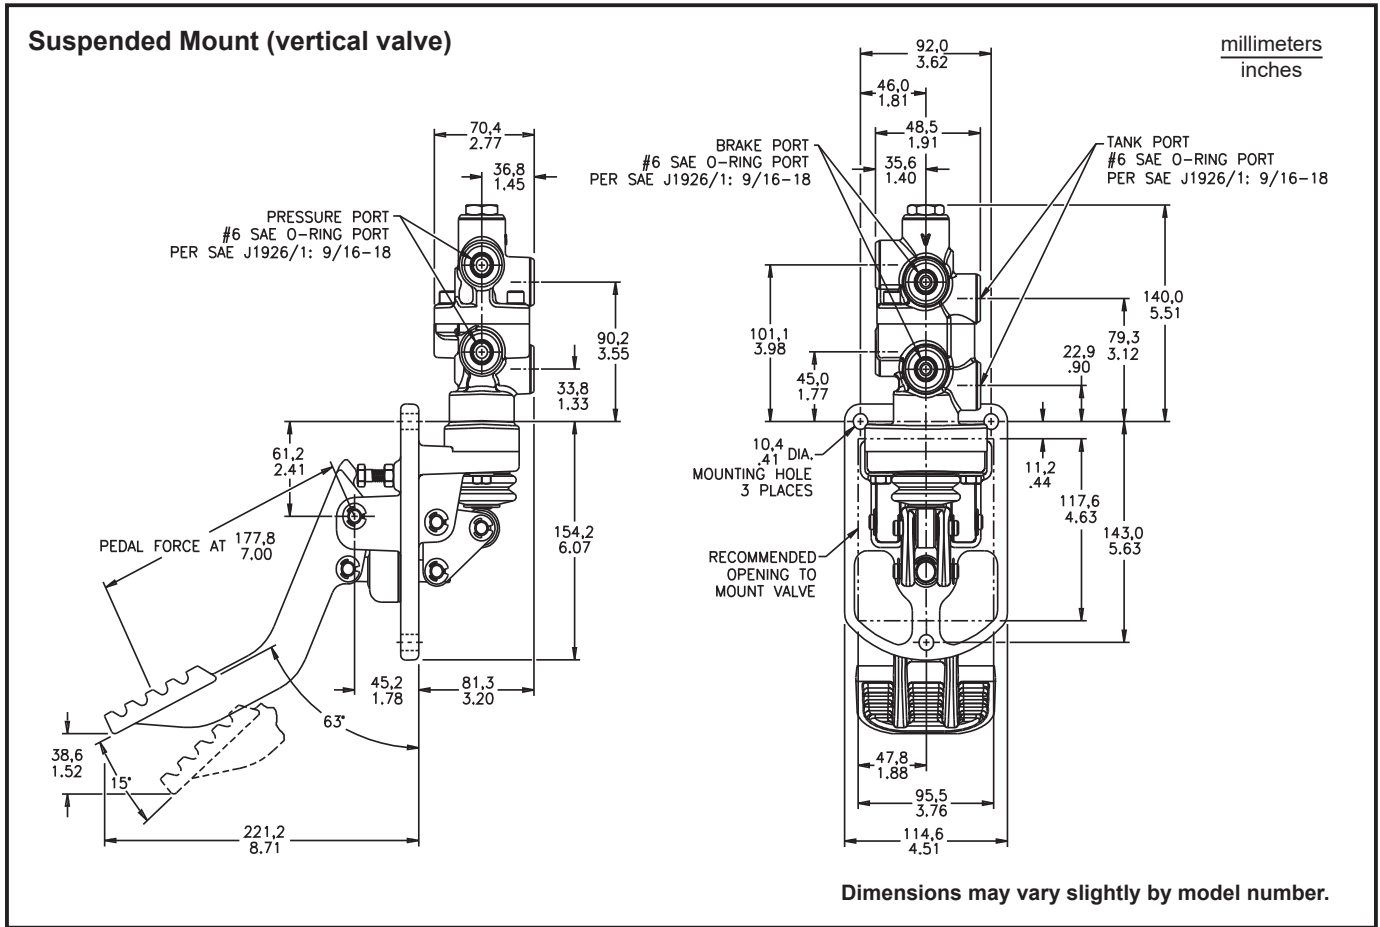 Suspended Mount (vertical valve)
millimeters
inches
70,4
2.77
36,8
1.45
PRESSURE PORT
#6 SAE O-RING PORT
PER SAE J1926/1: 9/16-18
90,2
3.55
33,8
1.33
61,2
2.41
PEDAL FORCE AT 177,8
7.00
154,2
6.07
45,2
1.78
81,3
3.20
63°
38,6
1.52
15°
221,2
8.71
92,0
3.62
46,0
1.81
48,5
1.91
35,6
1.40
BRAKE PORT
#6 SAE O-RING PORT
PER SAE J1926/1: 9/16-18
TANK PORT
#6 SAE O-RING PORT
PER SAE J1926/1: 9/16-18
140,0
5.51
101,1
3.98
79,3
3.12
22,9
.90
45,0
1.77
10,4
.41 DIA.
MOUNTING HOLE
3 PLACES
11,2
.44
117,6
4.63
143,0
5.63
RECOMMENDED
OPENING TO
MOUNT VALVE
47,8
1.88
95,5
3.76
114,6
4.51
Dimensions may vary slightly by model number.